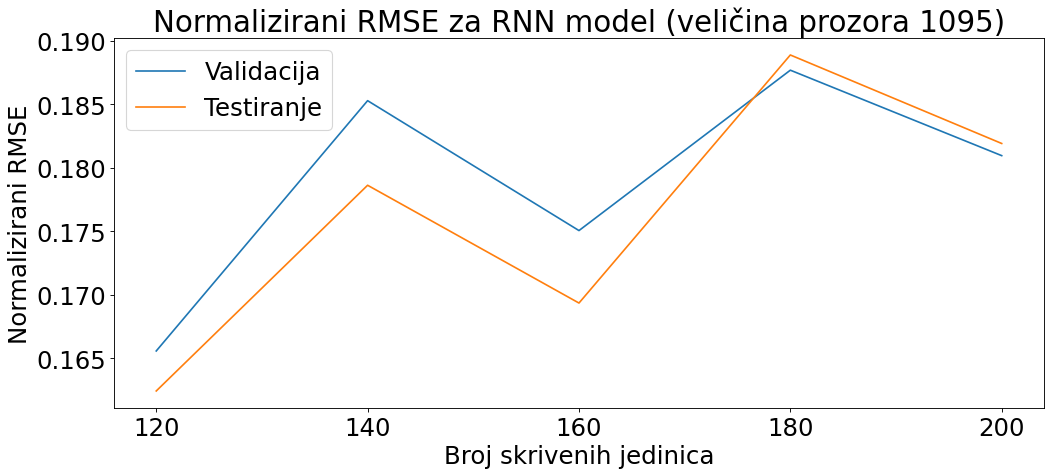 Normalizirani RMSE za RNN model (veličina prozora 1095)
Validacija
Testiranje
Normalizirani RMSE
0.190
0.185
0.180
0.175
0.170
0.165
120 140 160 180 200
Broj skrivenih jedinica